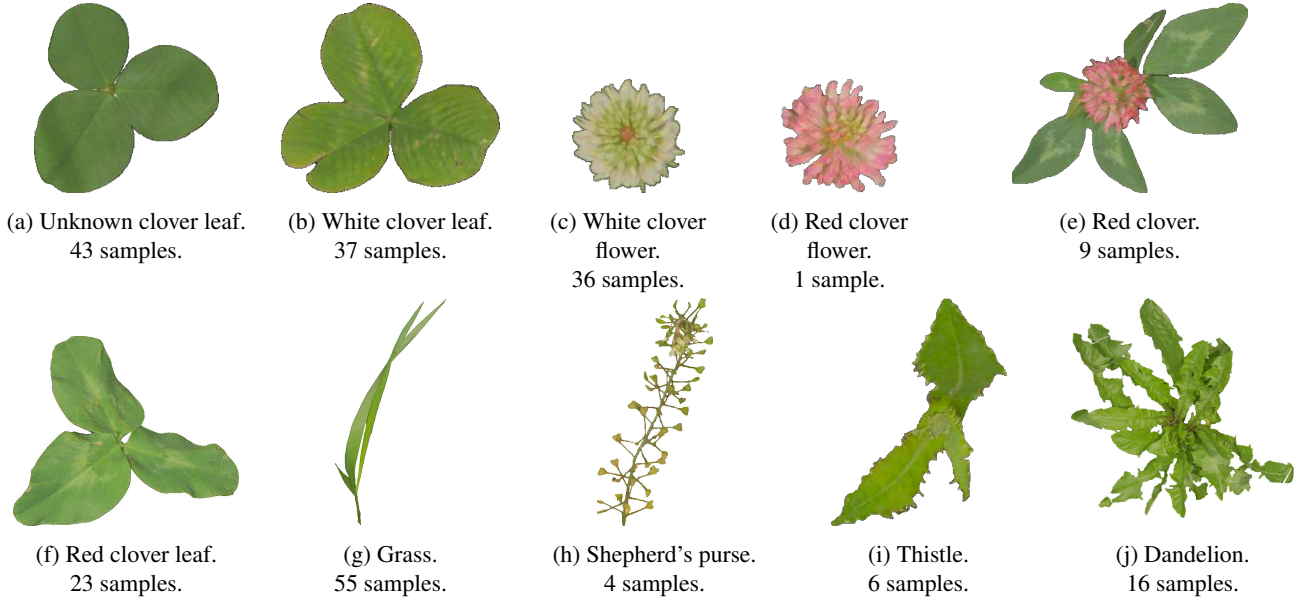 (a) Unknown clover leaf.
43 samples.
(b) White clover leaf.
37 samples.
(c) White clover
flower.
36 samples.
(d) Red clover
flower.
1 sample.
(e) Red clover.
9 samples.
(f) Red clover leaf.
23 samples.
(g) Grass.
55 samples.
(h) Shepherd's purse.
4 samples.
(i) Thistle.
6 samples.
(j) Dandelion.
16 samples.